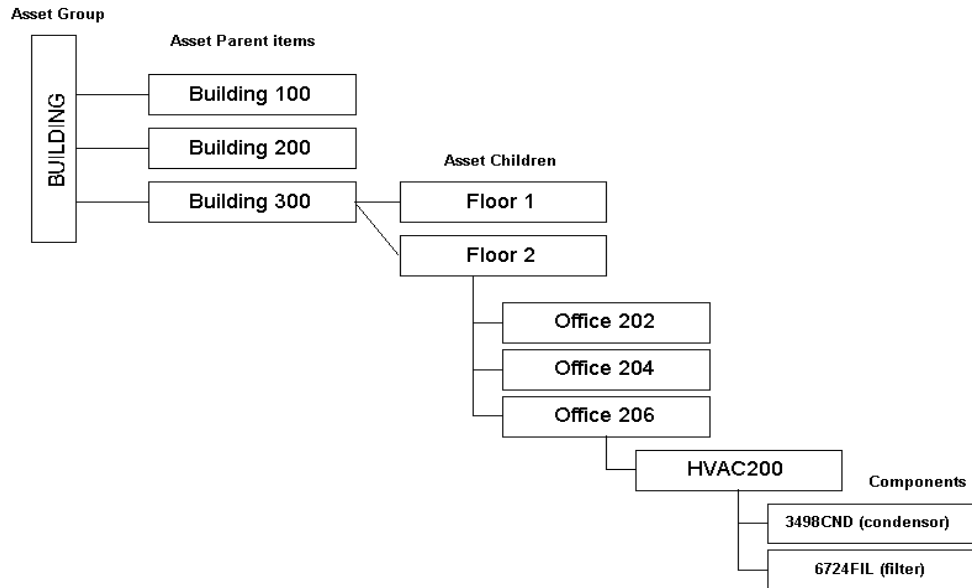 Asset Group
Asset Parent items
BUILDING
Building 100
Building 200
Building 300
Asset Children
Floor 1
Floor 2
Office 202
Office 204
Office 206
HVAC200
Components
3498CND (condensor)
6724FIL (filter)